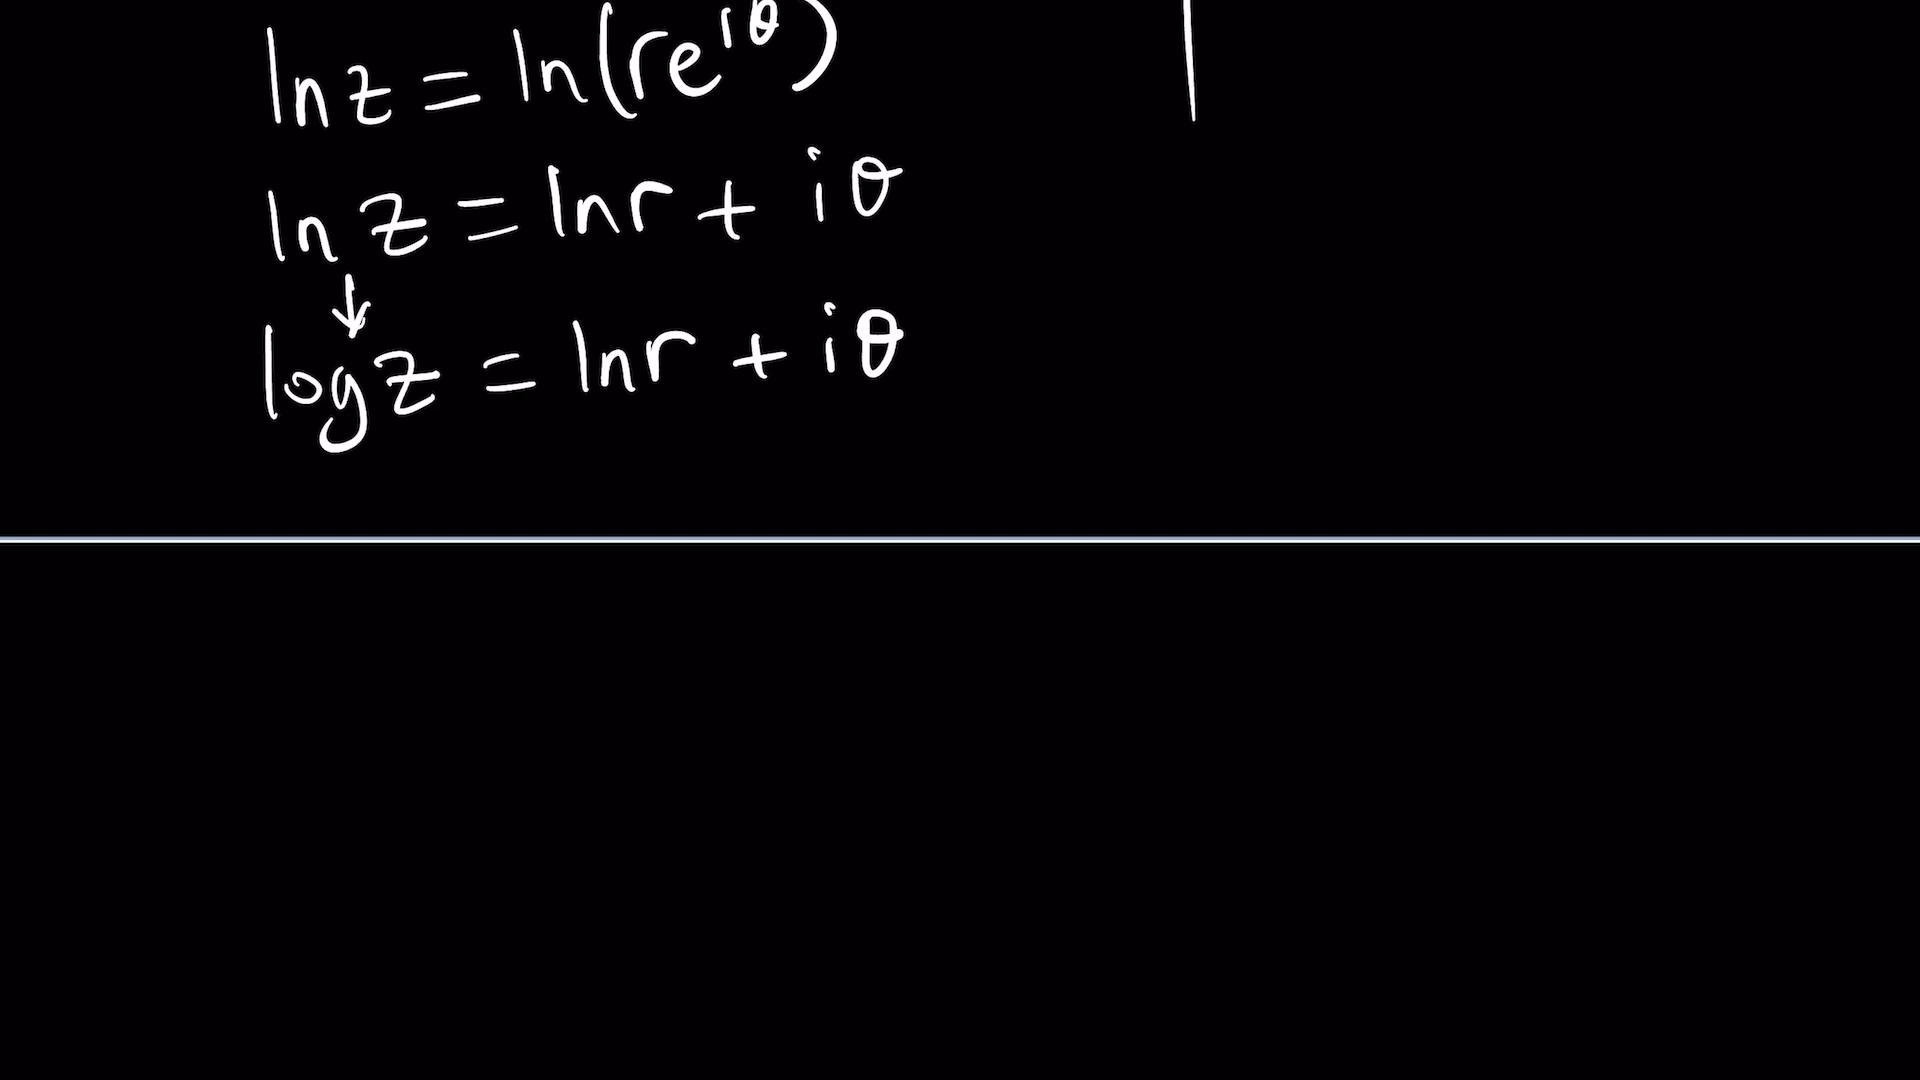 ln z = ln(re^iθ)
ln z = ln r + iθ
↓
log z = ln r + iθ